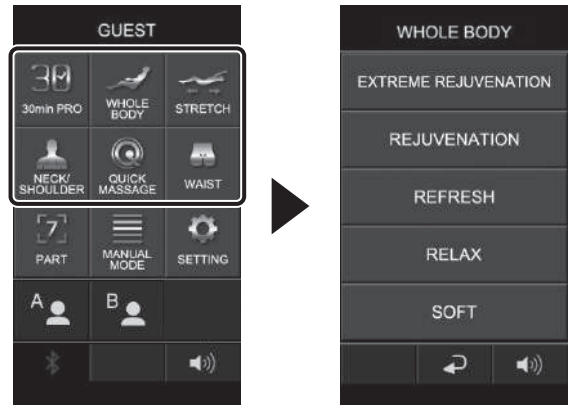 GUEST
30
30min PRO
WHOLE
BODY
STRETCH
NECK/
SHOULDER
QUICK
MASSAGE
WAIST
7
PART
MANUAL
MODE
SETTING
A
B
WHOLE BODY
EXTREME REJUVENATION
REJUVENATION
REFRESH
RELAX
SOFT